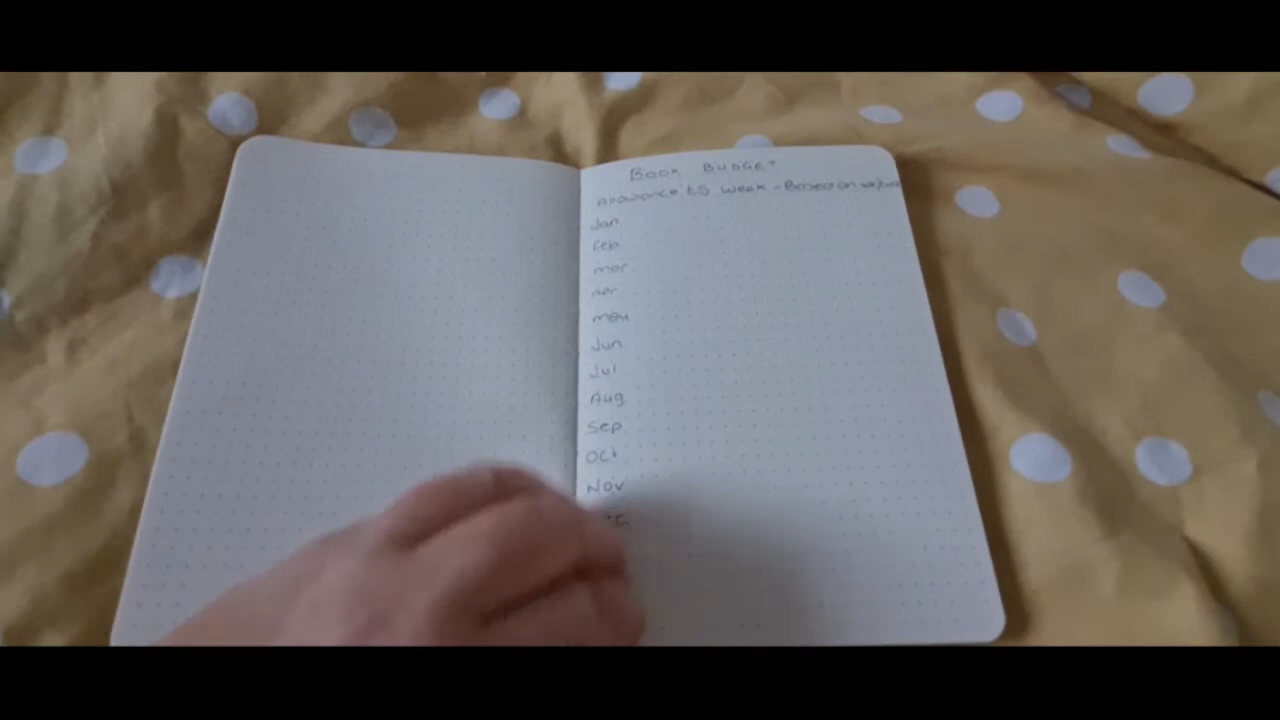 BOOK BUDGET
Allowance £5 week - Based on
Jan
Feb
mar
apr
may
Jun
Jul
Aug
Sep
Oct
Nov